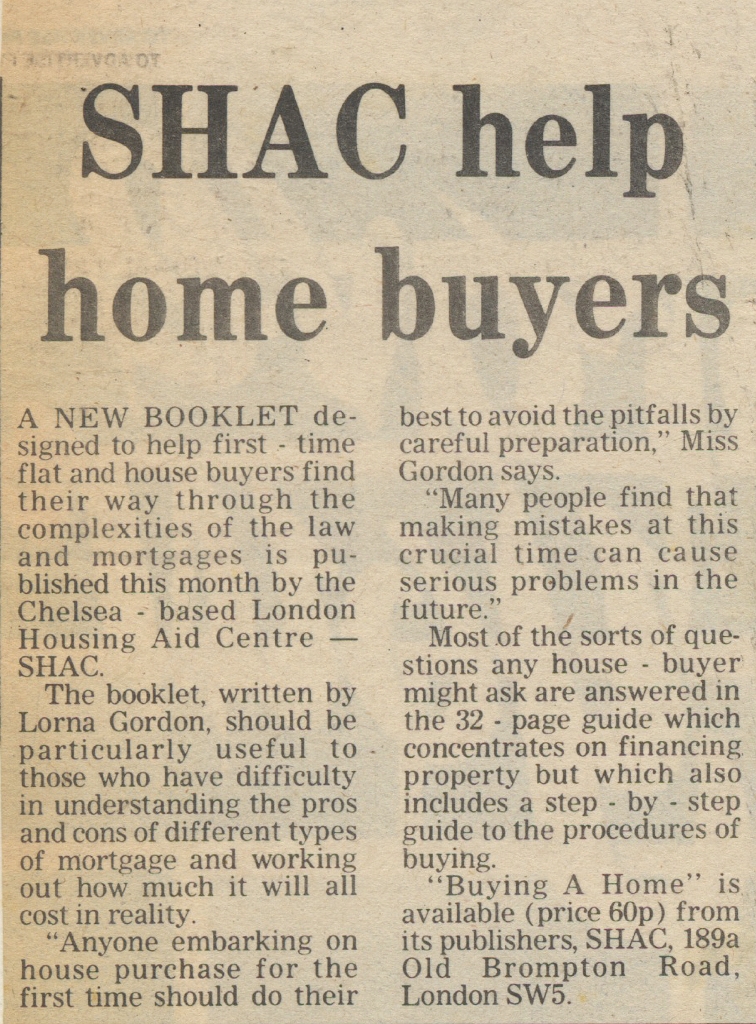 SHAC help
home buyers
A NEW BOOKLET de-
signed to help first - time
flat and house buyers find
their way through the
complexities of the law
and mortgages is pu-
blished this month by the
Chelsea - based London
Housing Aid Centre —
SHAC.
The booklet, written by
Lorna Gordon, should be
particularly useful to
those who have difficulty
in understanding the pros
and cons of different types
of mortgage and working
out how much it will all
cost in reality.
“Anyone embarking on
house purchase for the
first time should do their
best to avoid the pitfalls by
careful preparation,” Miss
Gordon says.
“Many people find that
making mistakes at this
crucial time can cause
serious problems in the
future.”
Most of the sorts of que-
stions any house - buyer
might ask are answered in
the 32 - page guide which
concentrates on financing
property but which also
includes a step - by - step
guide to the procedures of
buying.
“Buying A Home” is
available (price 60p) from
its publishers, SHAC, 189a
Old Brompton Road,
London SW5.